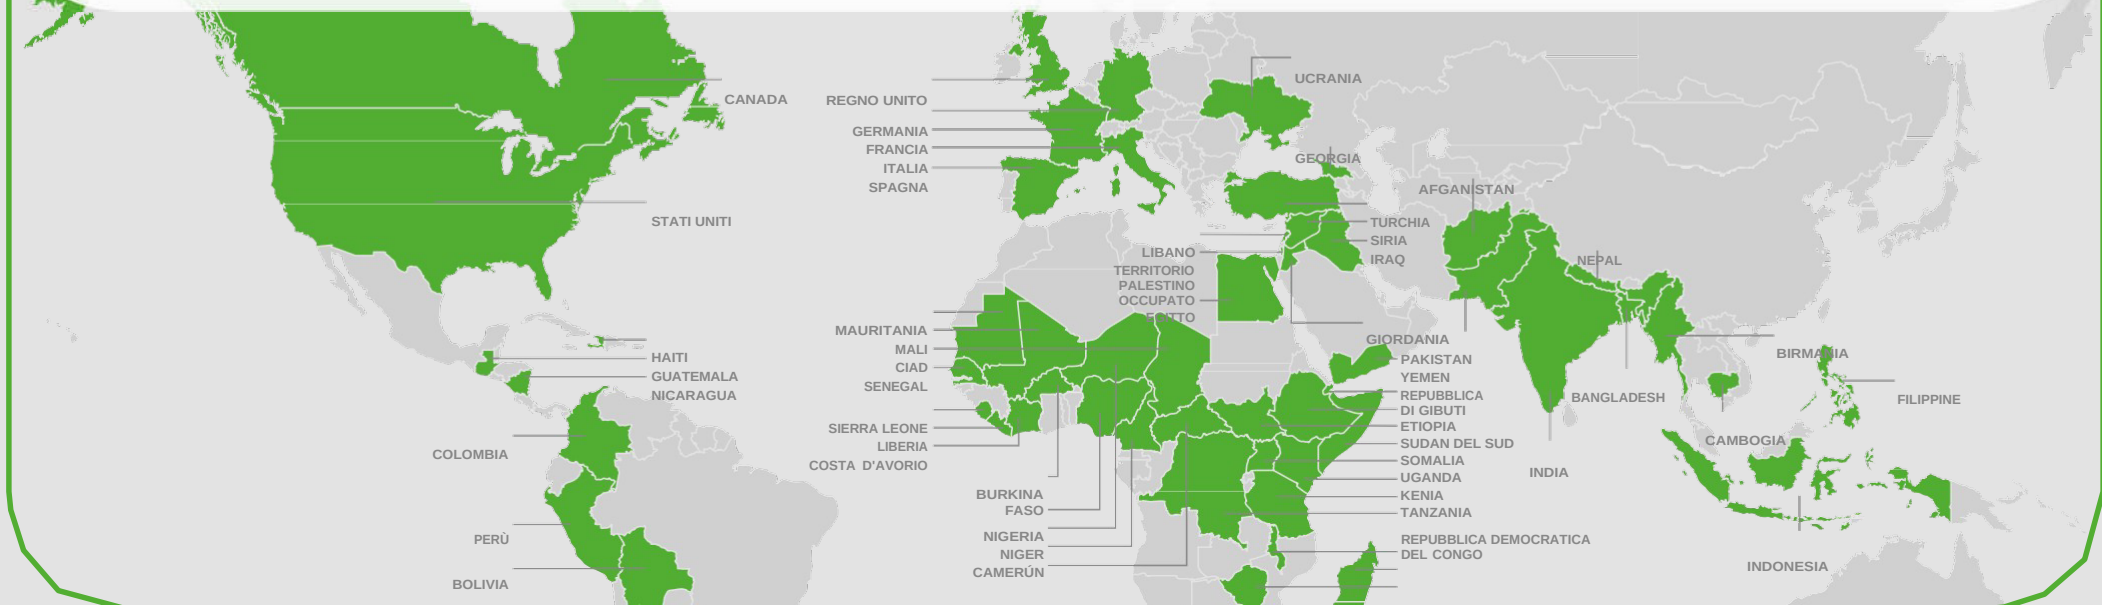 CANADA
STATI UNITI
HAITI
GUATEMALA
NICARAGUA
COLOMBIA
PERÙ
BOLIVIA
REGNO UNITO
GERMANIA
FRANCIA
ITALIA
SPAGNA
UCRANIA
GEORGIA
AFGANISTAN
TURCHIA
SIRIA
IRAQ
LIBANO
TERRITORIO
PALESTINO
OCCUPATO
MAURITANIA
MALI
CIAD
SENEGAL
SIERRA LEONE
LIBERIA
COSTA D'AVORIO
BURKINA
FASO
NIGERIA
NIGER
CAMERÚN
GIORDANIA
PAKISTAN
YEMEN
REPUBBLICA
DI GIBUTI
ETIOPIA
SUDAN DEL SUD
SOMALIA
UGANDA
KENIA
TANZANIA
REPUBBLICA DEMOCRATICA
DEL CONGO
NEPAL
BIRMANIA
BANGLADESH
FILIPPINE
CAMBOGIA
INDIA
INDONESIA